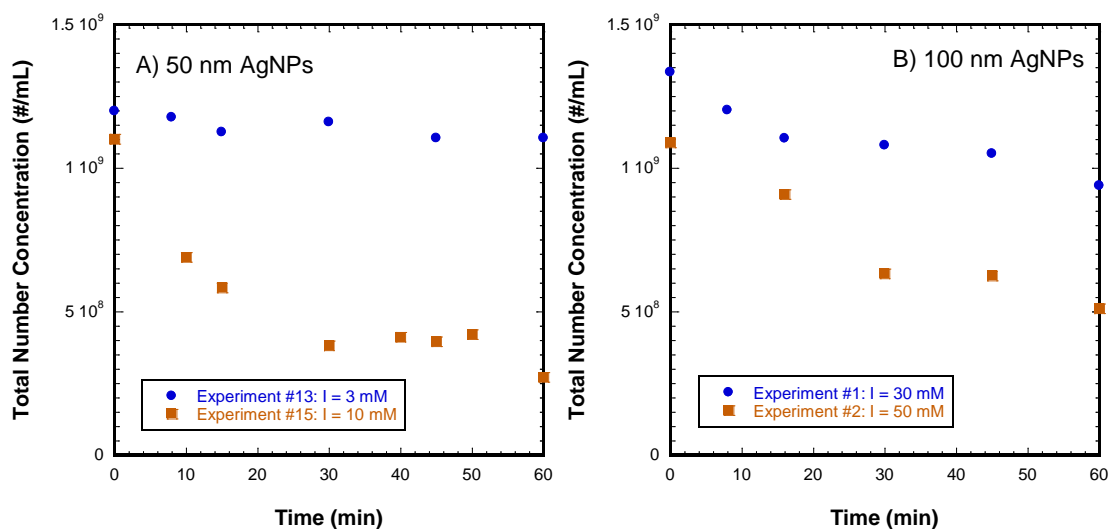 A) 50 nm AgNPs
Total Number Concentration (#/mL)
1.5 10⁹
1 10⁹
5 10⁸
0
Experiment #13: I = 3 mM
Experiment #15: I = 10 mM
0 10 20 30 40 50 60
Time (min)
B) 100 nm AgNPs
Total Number Concentration (#/mL)
1.5 10⁹
1 10⁹
5 10⁸
0
Experiment #1: I = 30 mM
Experiment #2: I = 50 mM
0 10 20 30 40 50 60
Time (min)